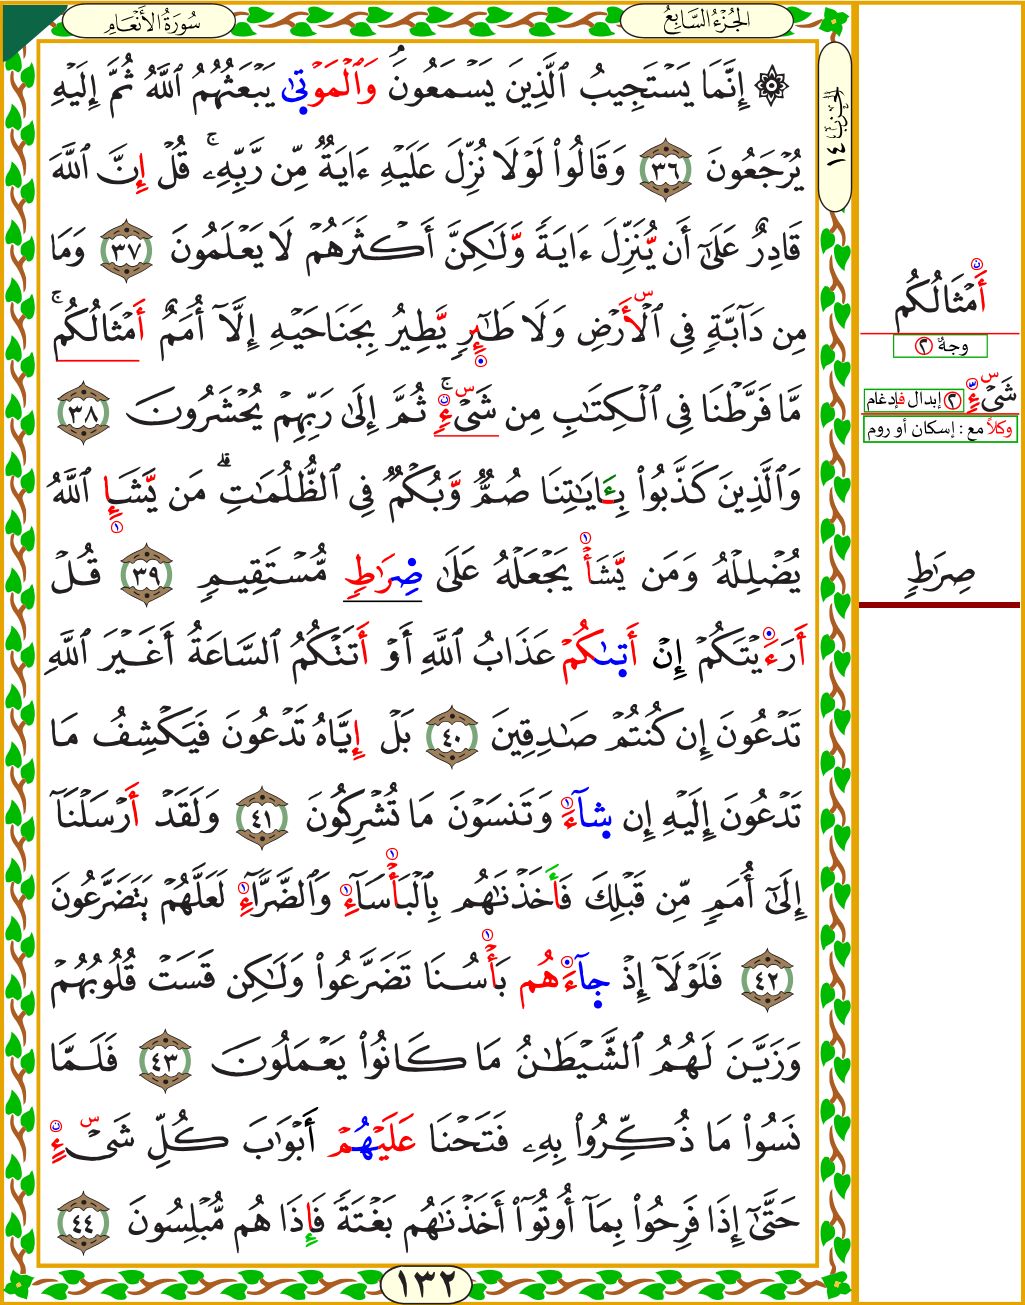 سُورَةُ الأَنْعَامِ
الجُزْءُ السَّابِعُ
الحِزْبُ ١٤
۞ إِنَّمَا يَسْتَجِيبُ ٱلَّذِينَ يَسْمَعُونَۘ وَٱلْمَوْتٜىٰ يَبْعَثُهُمُ ٱللَّهُ ثُمَّ إِلَيْهِ
يُرْجَعُونَ ٣٦ وَقَالُوا۟ لَوْلَا نُزِّلَ عَلَيْهِ ءَايَةٌ مِّن رَّبِّهِۦۚ قُلْ إِنَّ ٱللَّهَ
قَادِرٌ عَلَىٰٓ أَن يُنَزِّلَ ءَايَةً وَلَٰكِنَّ أَكْثَرَهُمْ لَا يَعْلَمُونَ ٣٧ وَمَا
مِن دَآبَّةٍ فِى ٱلْأَرْضِ وَلَا طَٰٓئِرٍ يَطِيرُ بِجَنَاحَيْهِ إِلَّآ أُمَمٌ أَمْثَالُكُمۚ
مَّا فَرَّطْنَا فِى ٱلْكِتَٰبِ مِن شَىْءٍۚ ثُمَّ إِلَىٰ رَبِّهِمْ يُحْشَرُونَ ٣٨
وَٱلَّذِينَ كَذَّبُوا۟ بِـَٔايَٰتِنَا صُمٌّ وَبُكْمٌ فِى ٱلظُّلُمَٰتِۗ مَن يَشَإِ ٱللَّهُ
يُضْلِلْهُ وَمَن يَشَأْ يَجْعَلْهُ عَلَىٰ صِرَٰطٍ مُّسْتَقِيمٍ ٣٩ قُلْ
أَرَءَيْتَكُمْ إِنْ أَتٜىٰكُمْ عَذَابُ ٱللَّهِ أَوْ أَتَتْكُمُ ٱلسَّاعَةُ أَغَيْرَ ٱللَّهِ
تَدْعُونَ إِن كُنتُمْ صَٰدِقِينَ ٤٠ بَلْ إِيَّاهُ تَدْعُونَ فَيَكْشِفُ مَا
تَدْعُونَ إِلَيْهِ إِن شَآءَ وَتَنسَوْنَ مَا تُشْرِكُونَ ٤١ وَلَقَدْ أَرْسَلْنَآ
إِلَىٰٓ أُمَمٍ مِّن قَبْلِكَ فَأَخَذْنَٰهُم بِٱلْبَأْسَآءِ وَٱلضَّرَّآءِ لَعَلَّهُمْ يَتَضَرَّعُونَ
٤٢ فَلَوْلَآ إِذْ جَآءَهُم بَأْسُنَا تَضَرَّعُوا۟ وَلَٰكِن قَسَتْ قُلُوبُهُمْ
وَزَيَّنَ لَهُمُ ٱلشَّيْطَٰنُ مَا كَانُوا۟ يَعْمَلُونَ ٤٣ فَلَمَّا
نَسُوا۟ مَا ذُكِّرُوا۟ بِهِۦ فَتَحْنَا عَلَيْهُمْ أَبْوَٰبَ كُلِّ شَىْءٍ
حَتَّىٰٓ إِذَا فَرِحُوا۟ بِمَآ أُوتُوٓا۟ أَخَذْنَٰهُم بَغْتَةً فَإِذَا هُم مُّبْلِسُونَ ٤٤
أَمْثَالُكُم
وجهٌ ٣
شَىْءٍ
٢ إبدال فإدغام
وكلاً مع : إسكان أو روم
صِرَٰطٍ
١٣٢